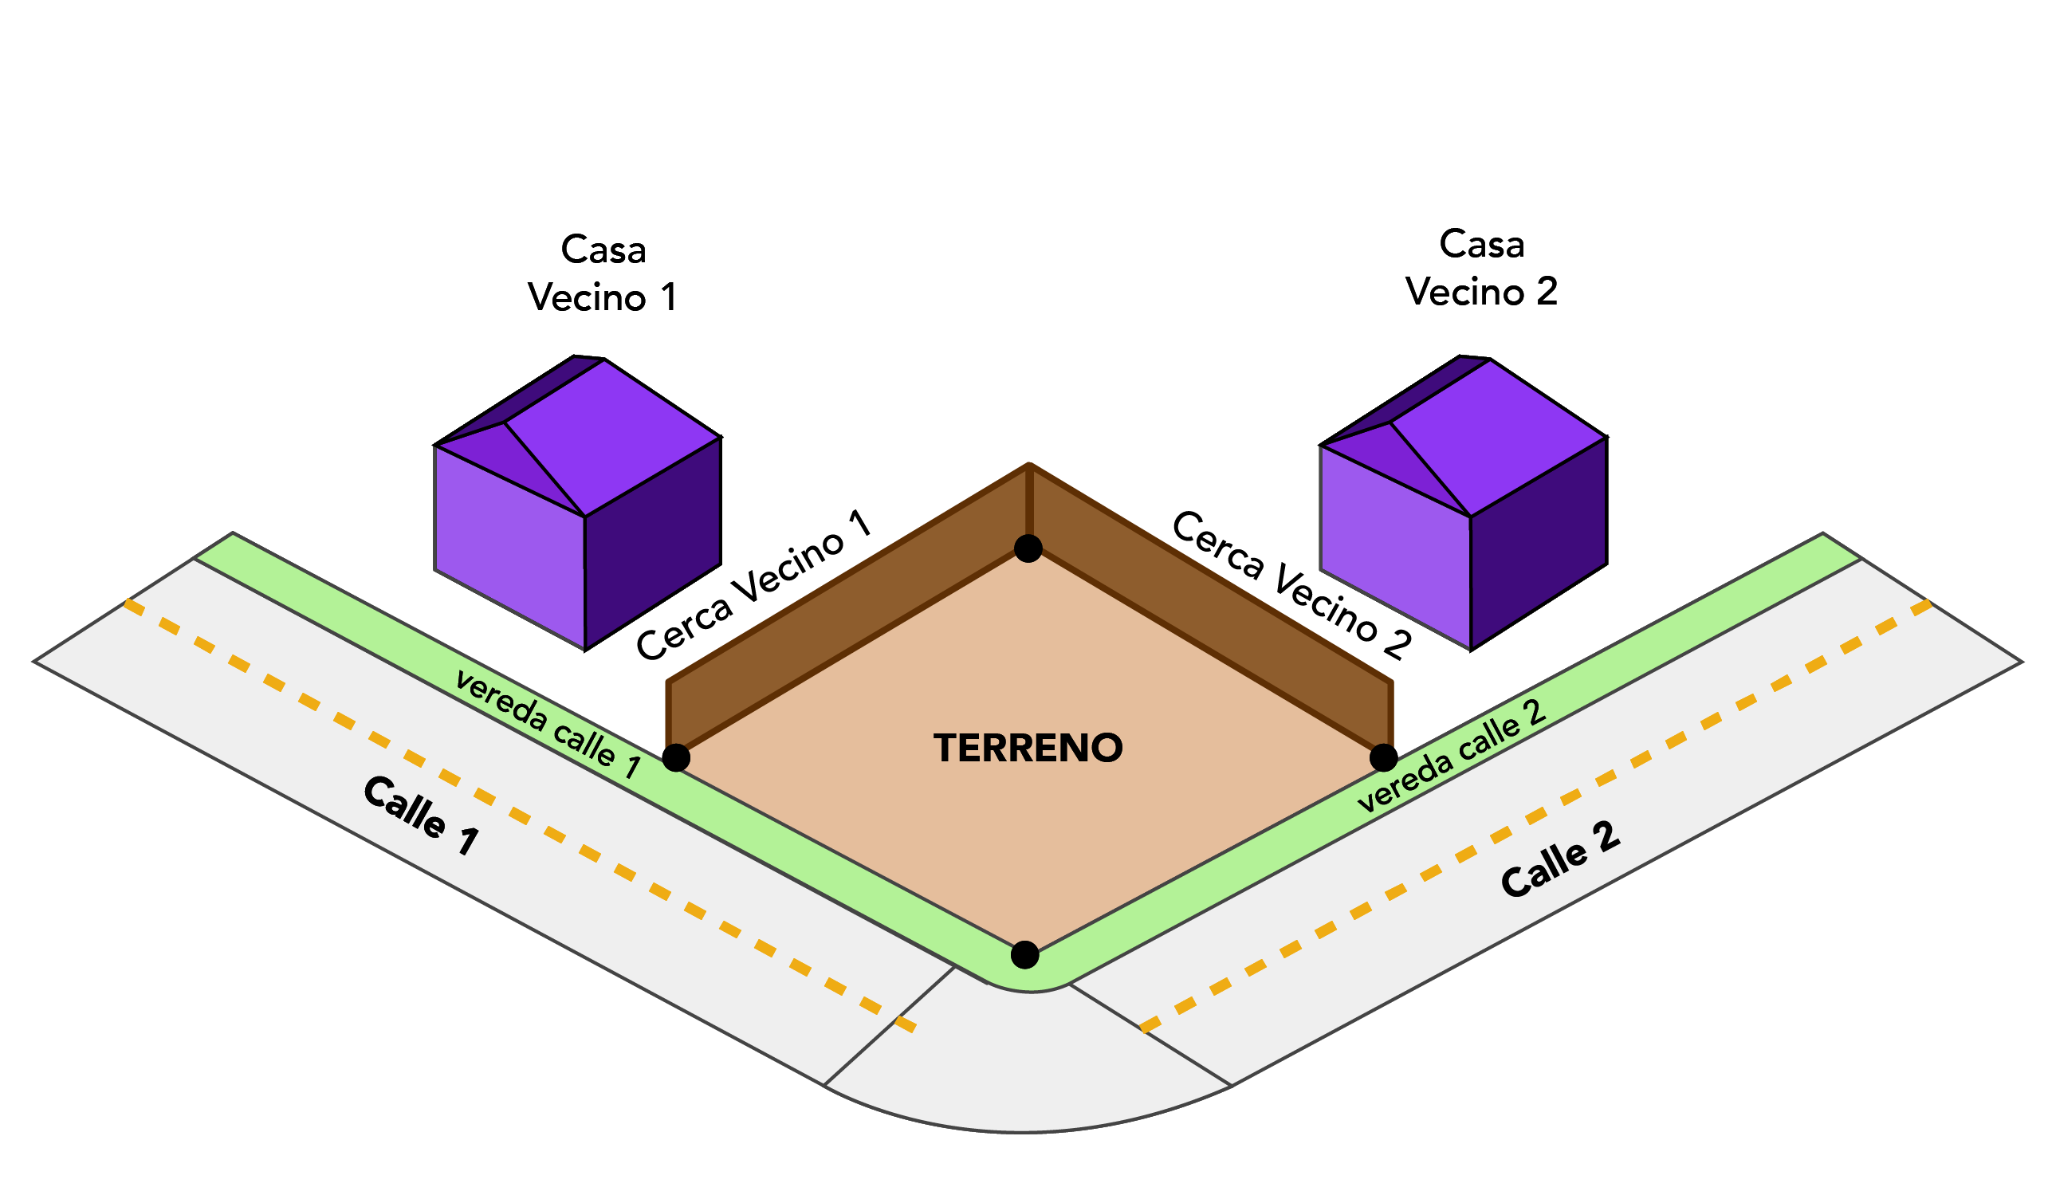 Casa
Vecino 1
Casa
Vecino 2
Cerca Vecino 1
Cerca Vecino 2
vereda calle 1
TERRENO
vereda calle 2
Calle 1
Calle 2